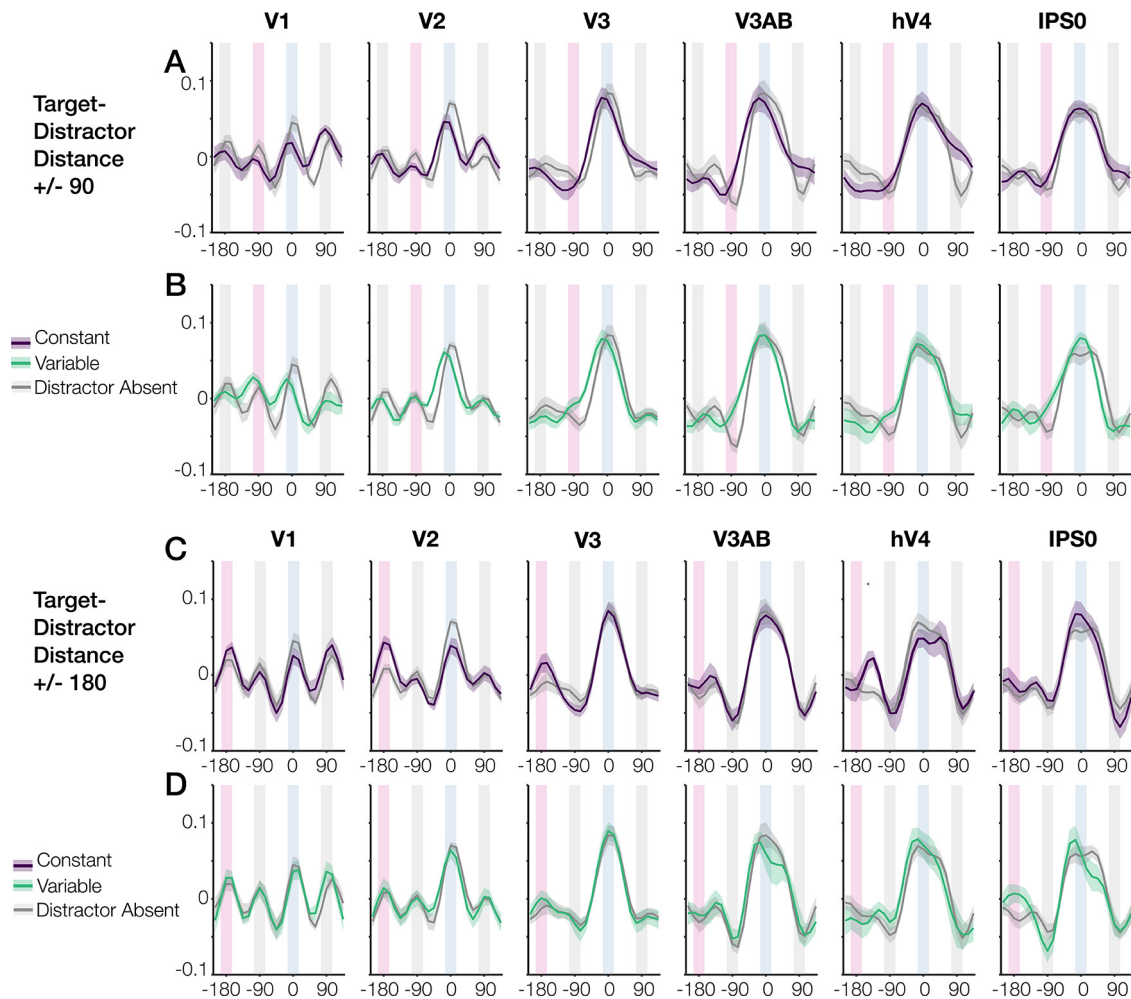 V1 V2 V3 V3AB hV4 IPS0
A
Target-
Distractor
Distance
+/- 90
0.1
0
-0.1
-180 -90 0 90 -180 -90 0 90 -180 -90 0 90 -180 -90 0 90 -180 -90 0 90 -180 -90 0 90
B
Constant
Variable
Distractor Absent
0.1
0
-0.1
-180 -90 0 90 -180 -90 0 90 -180 -90 0 90 -180 -90 0 90 -180 -90 0 90 -180 -90 0 90
C
V1 V2 V3 V3AB hV4 IPS0
Target-
Distractor
Distance
+/- 180
0.1
0
-0.1
-180 -90 0 90 -180 -90 0 90 -180 -90 0 90 -180 -90 0 90 -180 -90 0 90 -180 -90 0 90
D
Constant
Variable
Distractor Absent
0.1
0
-0.1
-180 -90 0 90 -180 -90 0 90 -180 -90 0 90 -180 -90 0 90 -180 -90 0 90 -180 -90 0 90